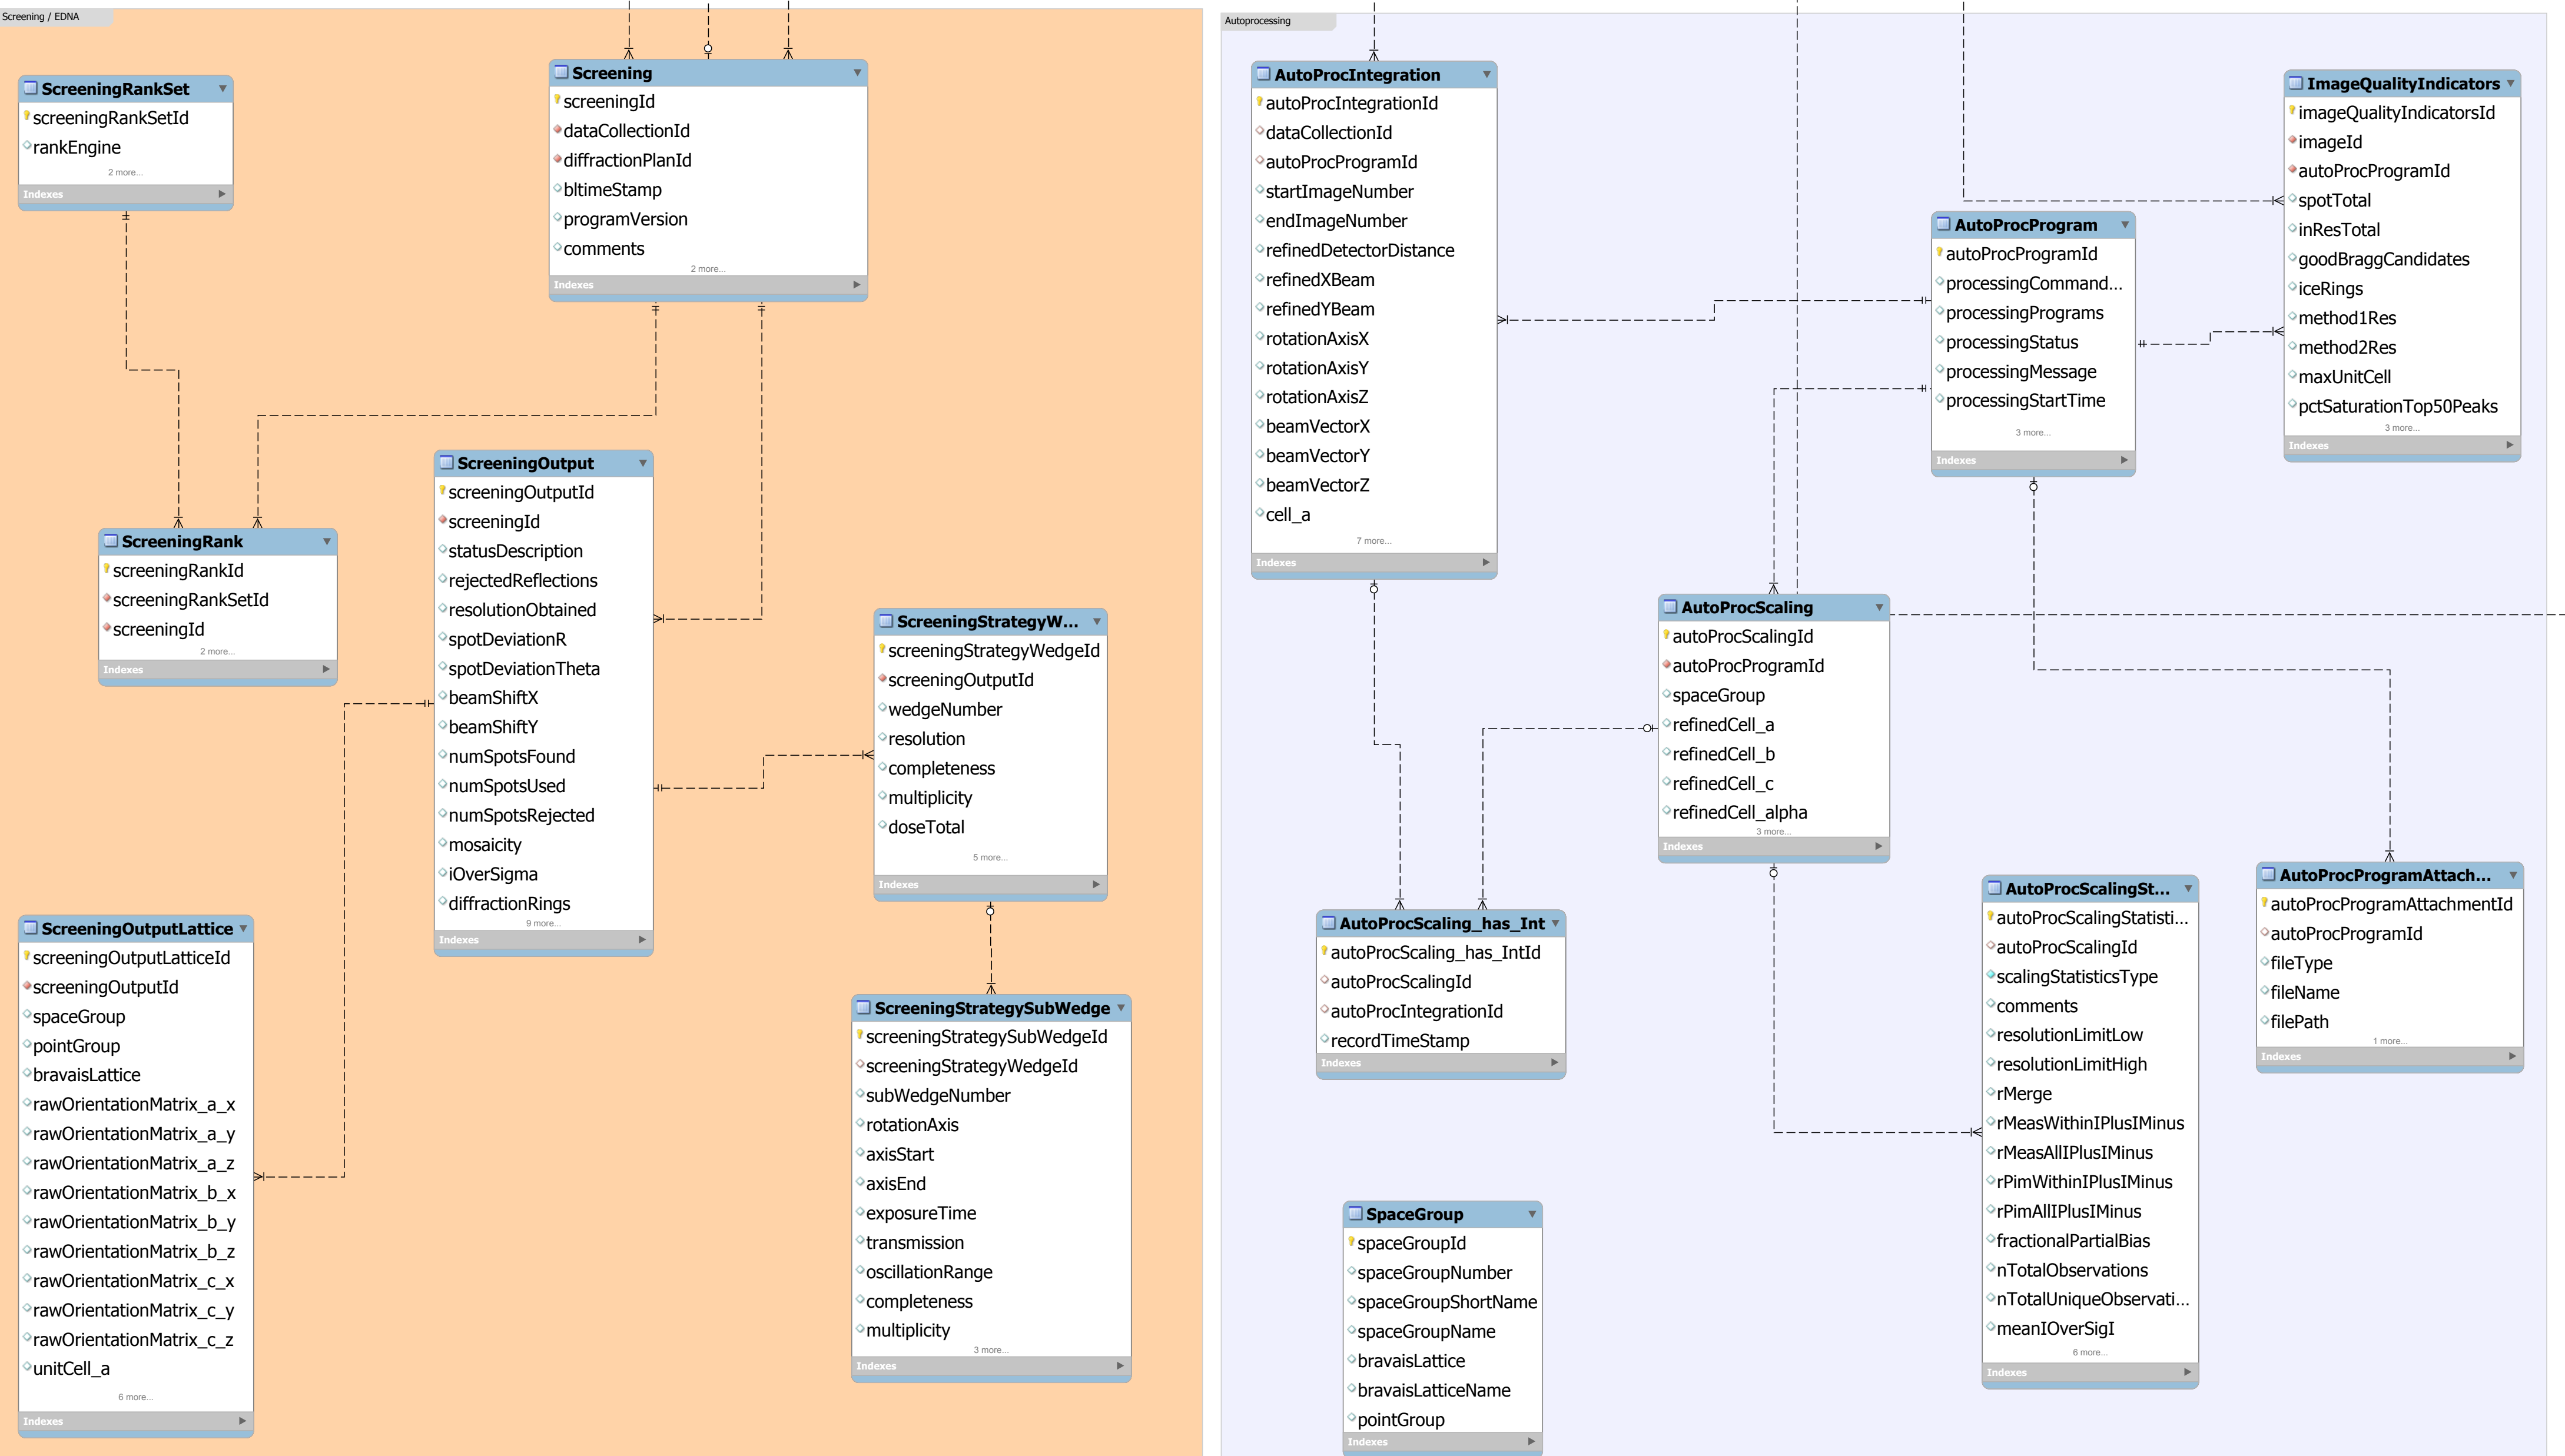 Screening / EDNA
ScreeningRankSet
screeningRankSetId
rankEngine
2 more...
Indexes
Screening
screeningId
dataCollectionId
diffractionPlanId
bltimeStamp
programVersion
comments
2 more...
Indexes
ScreeningRank
screeningRankId
screeningRankSetId
screeningId
2 more...
Indexes
ScreeningOutput
screeningOutputId
screeningId
statusDescription
rejectedReflections
resolutionObtained
spotDeviationR
spotDeviationTheta
beamShiftX
beamShiftY
numSpotsFound
numSpotsUsed
numSpotsRejected
mosaicity
iOverSigma
diffractionRings
9 more...
Indexes
ScreeningStrategyW...
screeningStrategyWedgeId
screeningOutputId
wedgeNumber
resolution
completeness
multiplicity
doseTotal
5 more...
Indexes
ScreeningOutputLattice
screeningOutputLatticeId
screeningOutputId
spaceGroup
pointGroup
bravaisLattice
rawOrientationMatrix_a_x
rawOrientationMatrix_a_y
rawOrientationMatrix_a_z
rawOrientationMatrix_b_x
rawOrientationMatrix_b_y
rawOrientationMatrix_b_z
rawOrientationMatrix_c_x
rawOrientationMatrix_c_y
rawOrientationMatrix_c_z
unitCell_a
6 more...
Indexes
ScreeningStrategySubWedge
screeningStrategySubWedgeId
screeningStrategyWedgeId
subWedgeNumber
rotationAxis
axisStart
axisEnd
exposureTime
transmission
oscillationRange
completeness
multiplicity
3 more...
Indexes
Autoprocessing
AutoProcIntegration
autoProcIntegrationId
dataCollectionId
autoProcProgramId
startImageNumber
endImageNumber
refinedDetectorDistance
refinedXBeam
refinedYBeam
rotationAxisX
rotationAxisY
rotationAxisZ
beamVectorX
beamVectorY
beamVectorZ
cell_a
7 more...
Indexes
AutoProcProgram
autoProcProgramId
processingCommand...
processingPrograms
processingStatus
processingMessage
processingStartTime
3 more...
Indexes
ImageQualityIndicators
imageQualityIndicatorsId
imageId
autoProcProgramId
spotTotal
inResTotal
goodBraggCandidates
iceRings
method1Res
method2Res
maxUnitCell
pctSaturationTop50Peaks
3 more...
Indexes
AutoProcScaling
autoProcScalingId
autoProcProgramId
spaceGroup
refinedCell_a
refinedCell_b
refinedCell_c
refinedCell_alpha
3 more...
Indexes
AutoProcScaling_has_Int
autoProcScaling_has_IntId
autoProcScalingId
autoProcIntegrationId
recordTimeStamp
Indexes
AutoProcScalingSt...
autoProcScalingStatisti...
autoProcScalingId
scalingStatisticsType
comments
resolutionLimitLow
resolutionLimitHigh
rMerge
rMeasWithinIPlusIMinus
rMeasAllIPlusIMinus
rPimWithinIPlusIMinus
rPimAllIPlusIMinus
fractionalPartialBias
nTotalObservations
nTotalUniqueObservati...
meanIOverSigI
6 more...
Indexes
AutoProcProgramAttach...
autoProcProgramAttachmentId
autoProcProgramId
fileType
fileName
filePath
1 more...
Indexes
SpaceGroup
spaceGroupId
spaceGroupNumber
spaceGroupShortName
spaceGroupName
bravaisLattice
bravaisLatticeName
pointGroup
Indexes